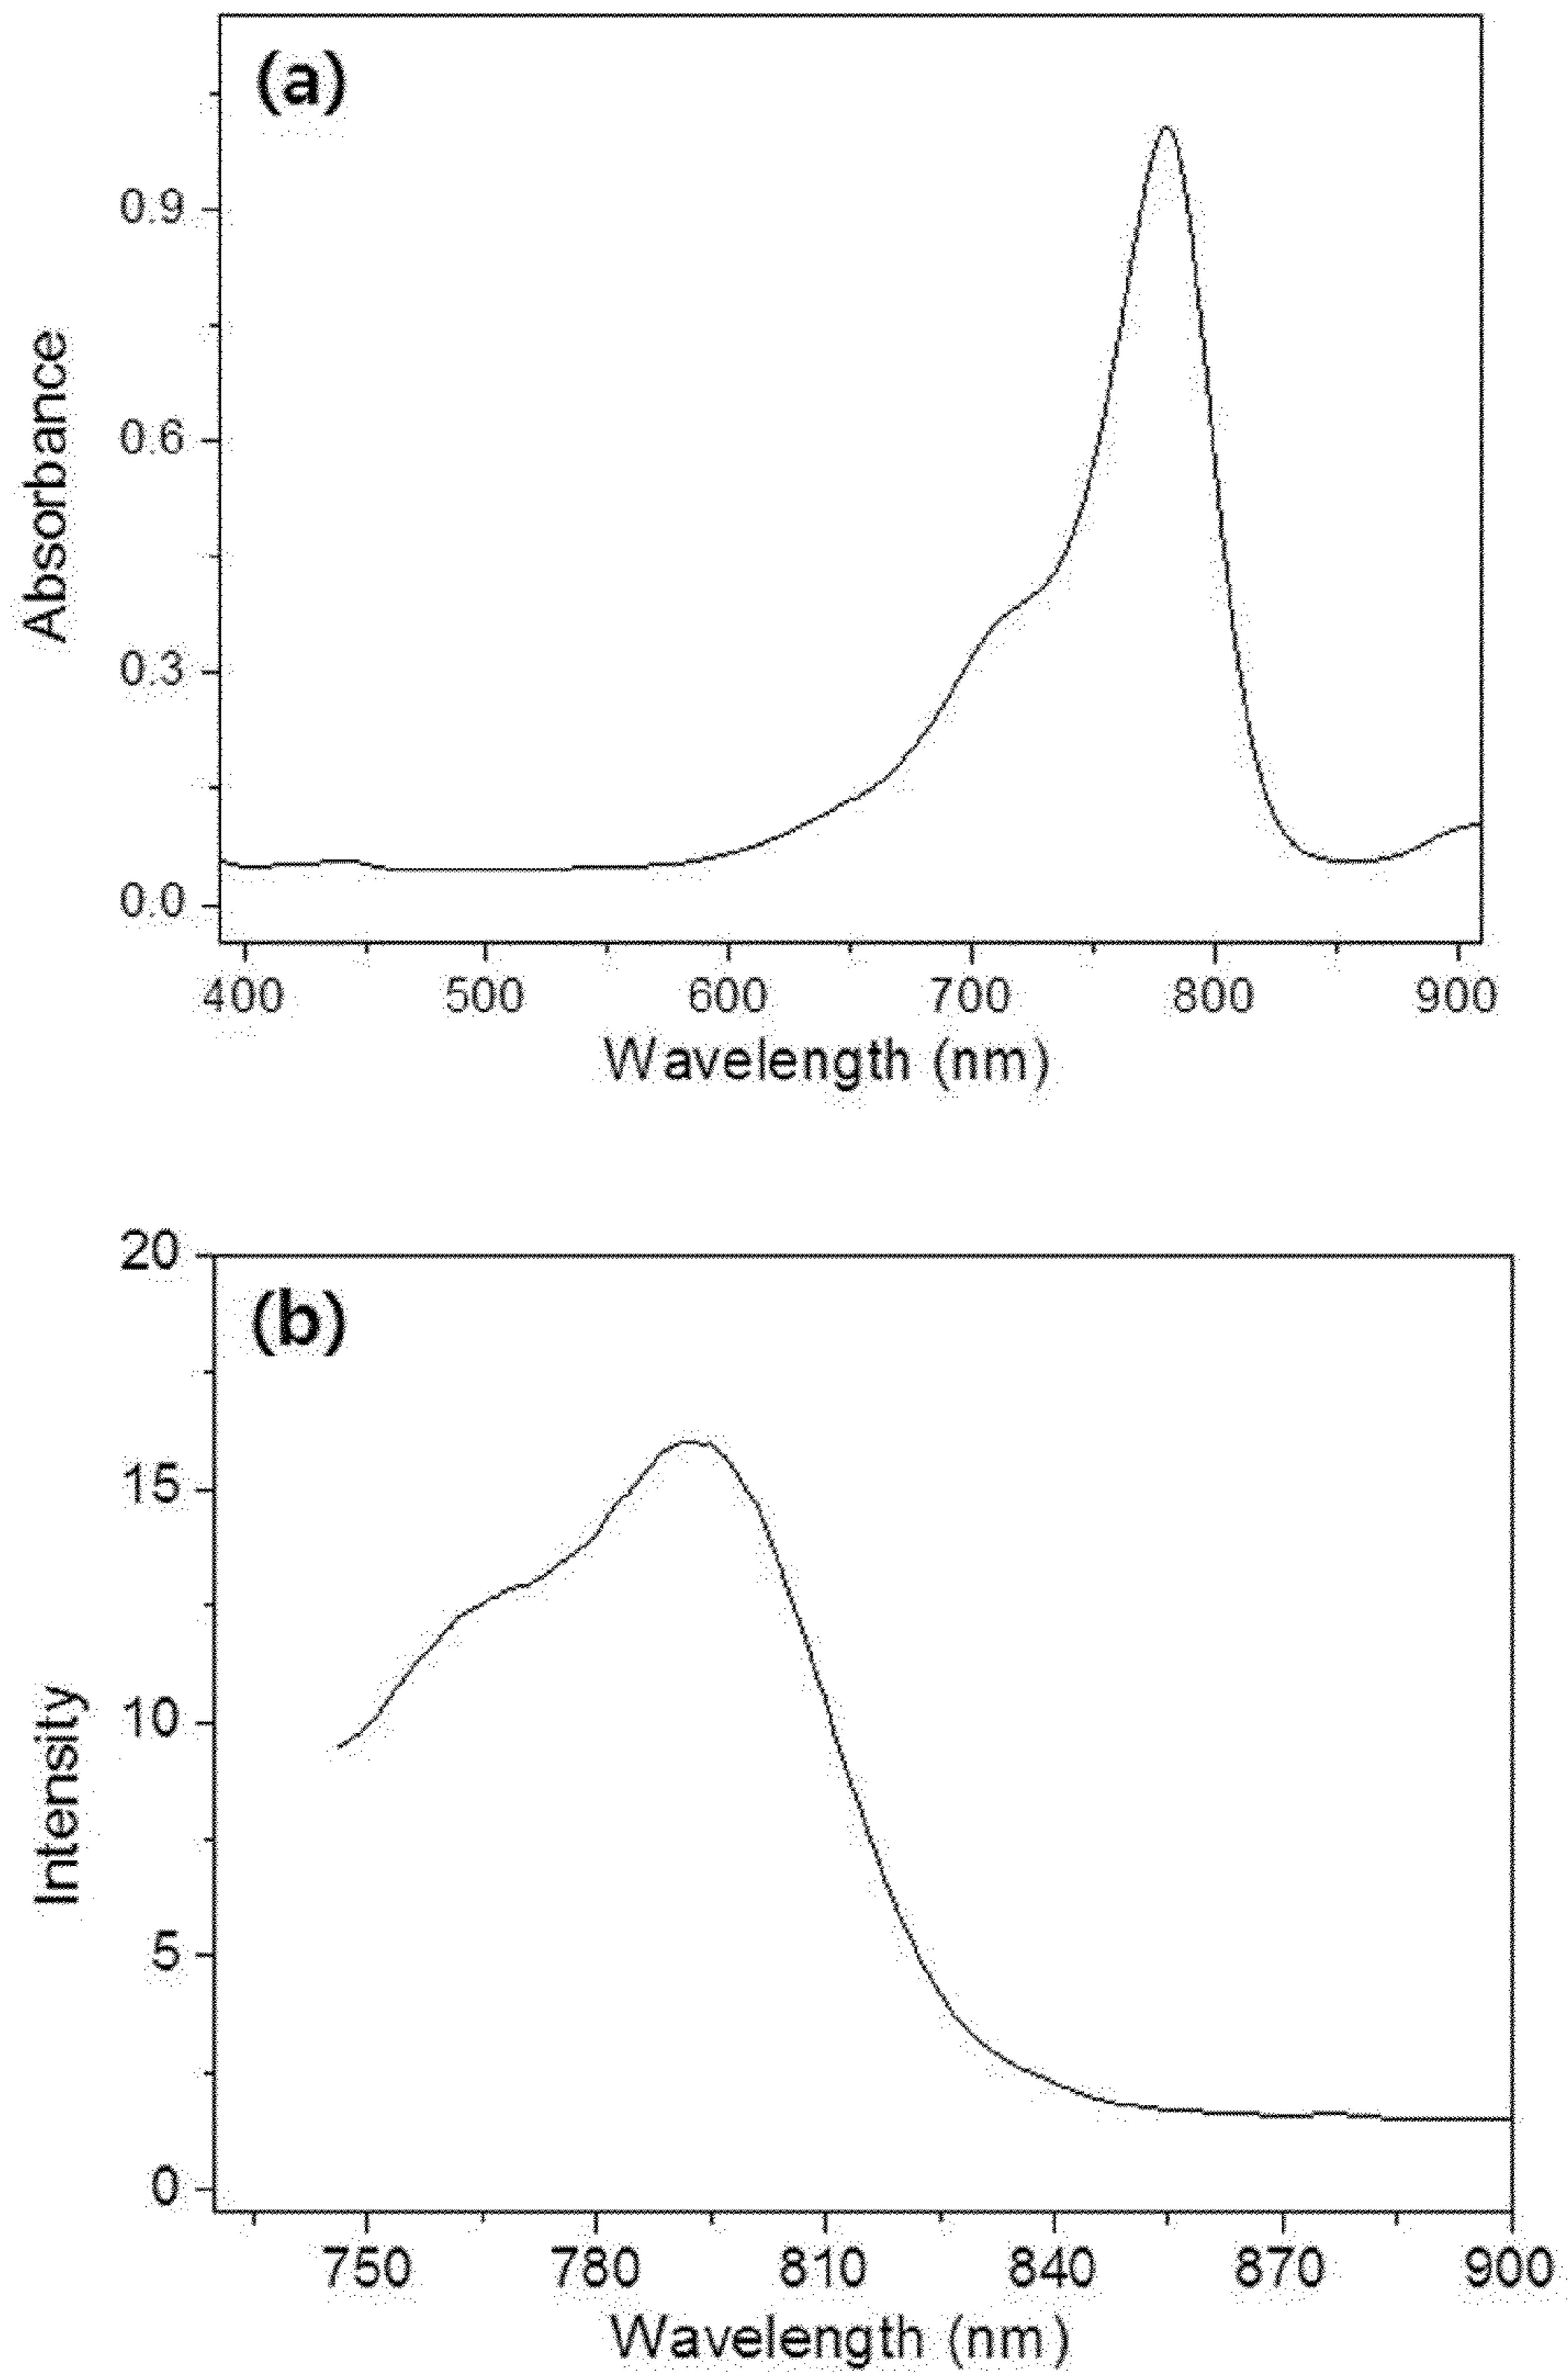 (a)
0.9
0.6
0.3
0.0
Absorbance
400 500 600 700 800 900
Wavelength (nm)
(b)
20
15
10
5
0
Intensity
750 780 810 840 870 900
Wavelength (nm)